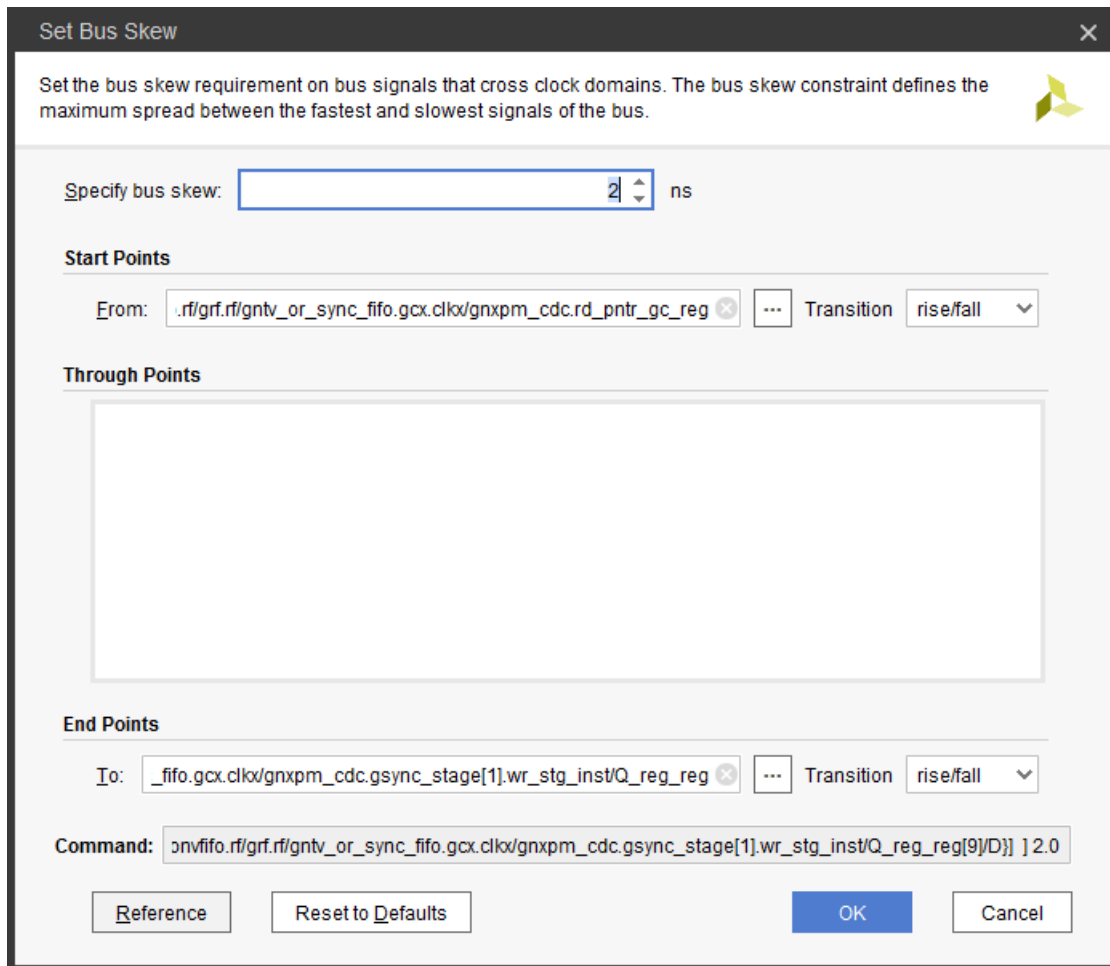 Set Bus Skew
Set the bus skew requirement on bus signals that cross clock domains. The bus skew constraint defines the
maximum spread between the fastest and slowest signals of the bus.
Specify bus skew: 2 ns
Start Points
From: .rf/grf.rf/gntv_or_sync_fifo.gcx.clkx/gnxpm_cdc.rd_pntr_gc_reg ... Transition rise/fall
Through Points
End Points
To: _fifo.gcx.clkx/gnxpm_cdc.gsync_stage[1].wr_stg_inst/Q_reg_reg ... Transition rise/fall
Command: onvfifo.rf/grf.rf/gntv_or_sync_fifo.gcx.clkx/gnxpm_cdc.gsync_stage[1].wr_stg_inst/Q_reg_reg[9]/D}] ] 2.0
Reference Reset to Defaults OK Cancel